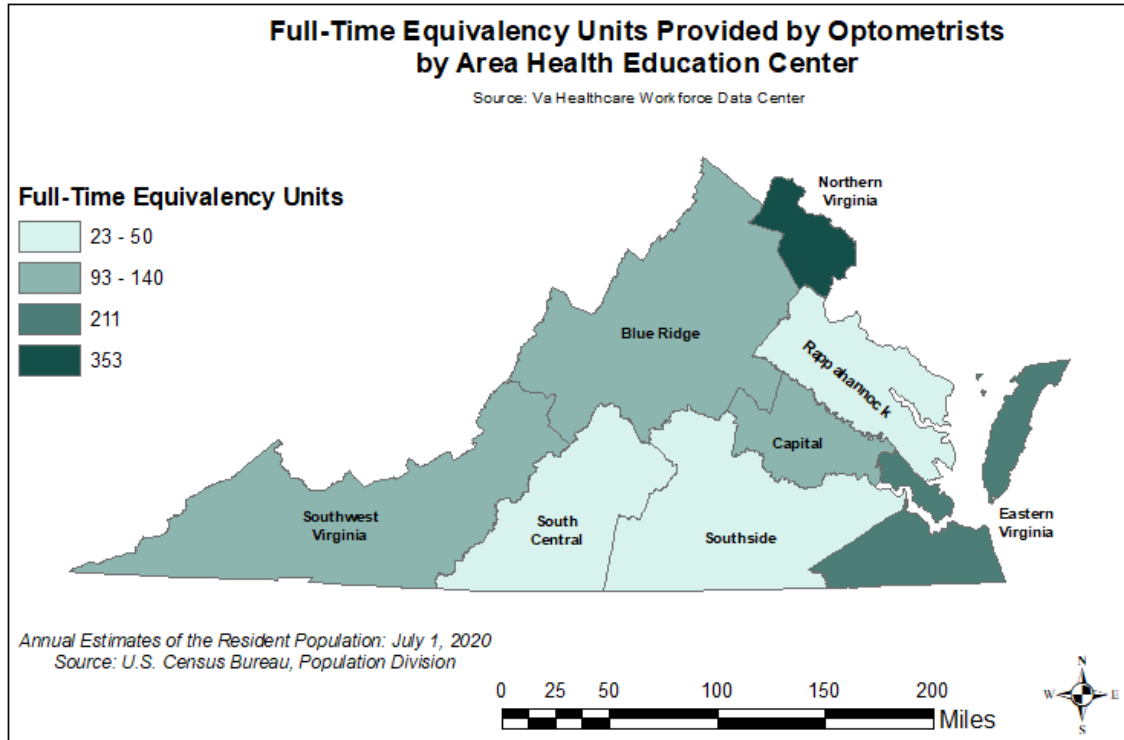 Full-Time Equivalency Units Provided by Optometrists
by Area Health Education Center
Source: Va Healthcare Workforce Data Center
Full-Time Equivalency Units
23 - 50
93 - 140
211
353
Northern
Virginia
Blue Ridge
Rappahannock
Capital
Southwest
Virginia
South
Central
Southside
Eastern
Virginia
Annual Estimates of the Resident Population: July 1, 2020
Source: U.S. Census Bureau, Population Division
0 25 50 100 150 200
Miles
N
W E
S